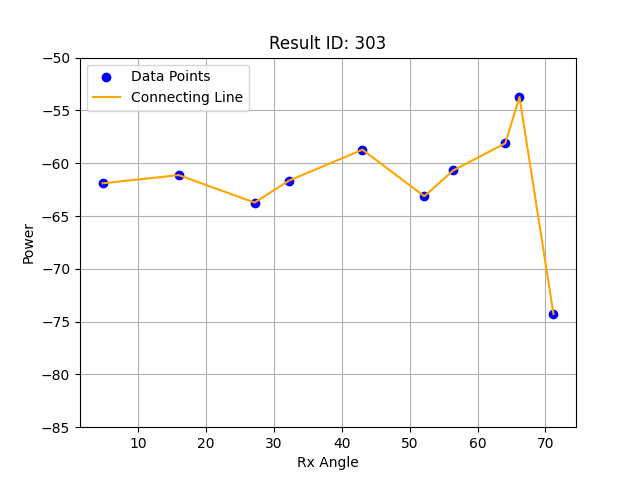 Result ID: 303
Data Points
Connecting Line
Power
−50
−55
−60
−65
−70
−75
−80
−85
10 20 30 40 50 60 70
Rx Angle